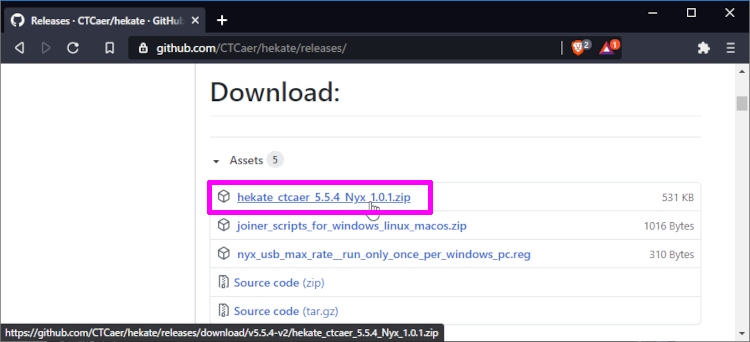 Releases · CTCaer/hekate · GitHub
github.com/CTCaer/hekate/releases/
2
1
Download:
Assets 5
hekate_ctcaer_5.5.4_Nyx_1.0.1.zip 531 KB
joiner_scripts_for_windows_linux_macos.zip 1016 Bytes
nyx_usb_max_rate__run_only_once_per_windows_pc.reg 310 Bytes
Source code (zip)
Source code (tar.gz)
https://github.com/CTCaer/hekate/releases/download/v5.5.4-v2/hekate_ctcaer_5.5.4_Nyx_1.0.1.zip